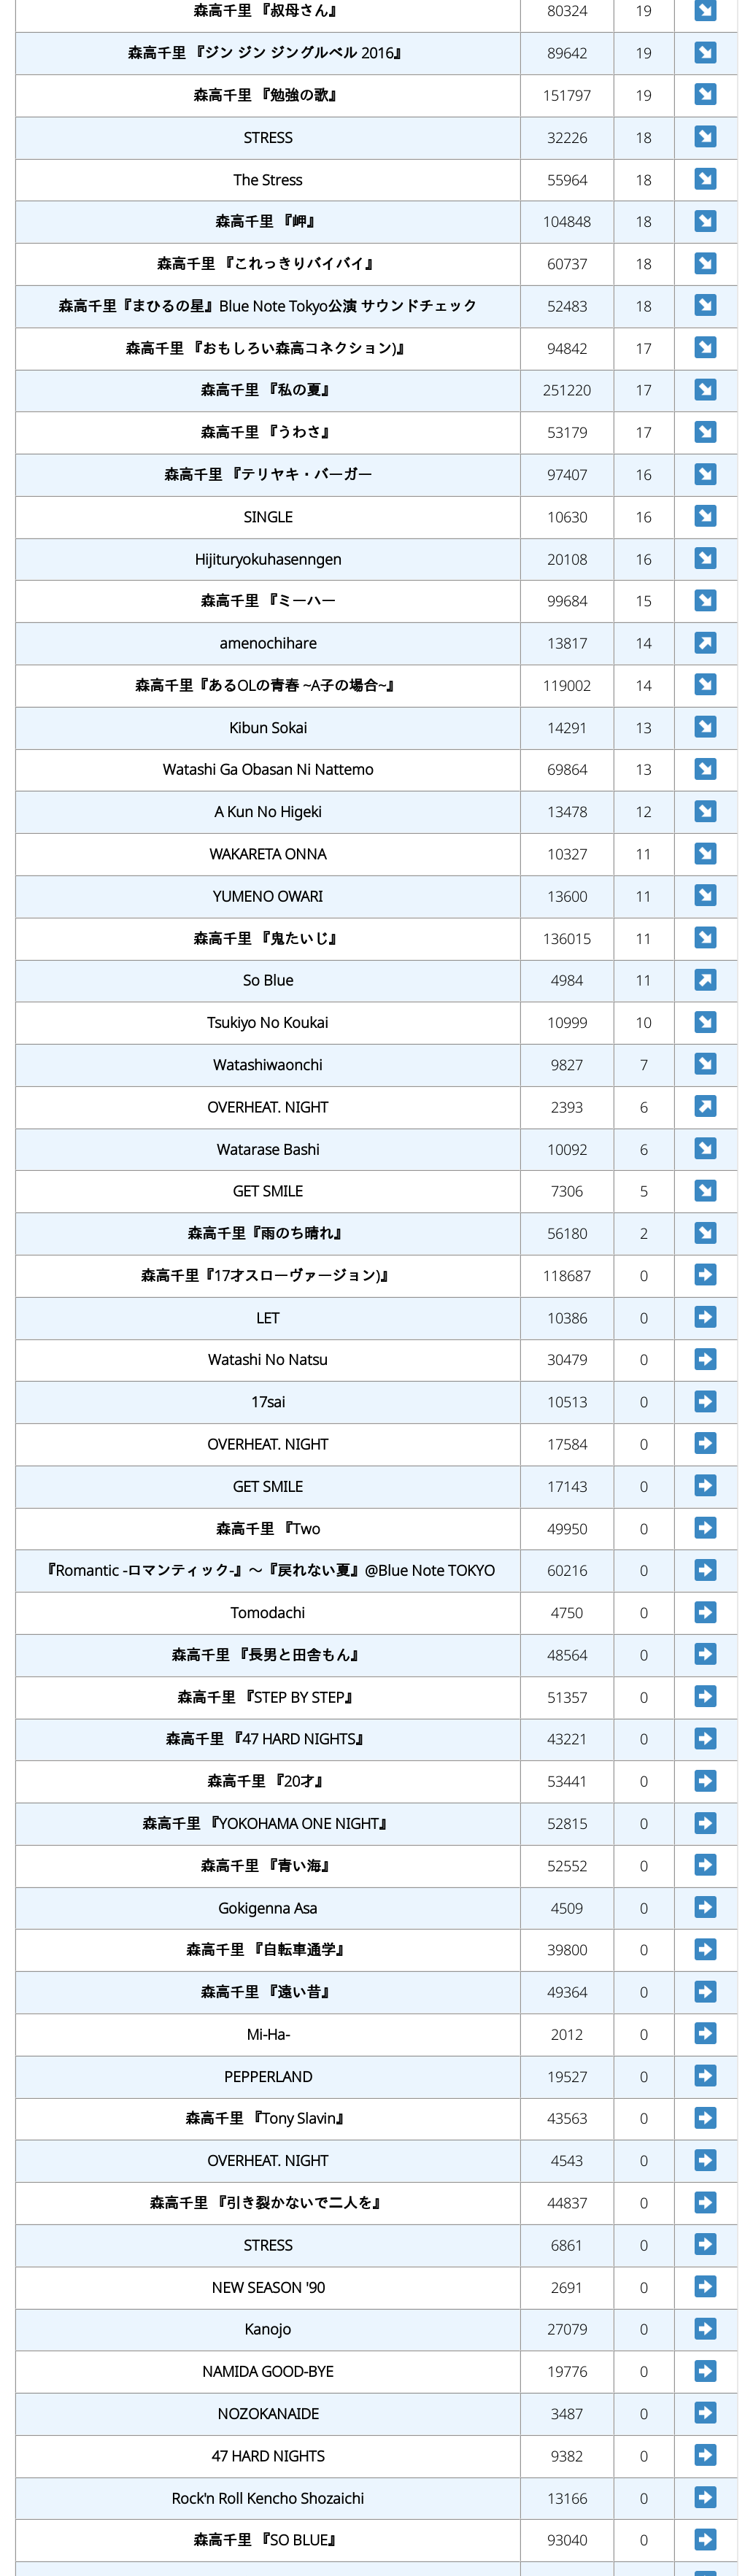 森高千里 『叔母さん』 80324 19 ↘
森高千里 『ジン ジン ジングルベル 2016』 89642 19 ↘
森高千里 『勉強の歌』 151797 19 ↘
STRESS 32226 18 ↘
The Stress 55964 18 ↘
森高千里 『岬』 104848 18 ↘
森高千里 『これっきりバイバイ』 60737 18 ↘
森高千里『まひるの星』Blue Note Tokyo公演 サウンドチェック 52483 18 ↘
森高千里 『おもしろい森高コネクション)』 94842 17 ↘
森高千里 『私の夏』 251220 17 ↘
森高千里 『うわさ』 53179 17 ↘
森高千里 『テリヤキ・バーガー 97407 16 ↘
SINGLE 10630 16 ↘
Hijituryokuhasenngen 20108 16 ↘
森高千里 『ミーハー 99684 15 ↘
amenochihare 13817 14 ↗
森高千里『あるOLの青春 ~A子の場合~』 119002 14 ↘
Kibun Sokai 14291 13 ↘
Watashi Ga Obasan Ni Nattemo 69864 13 ↘
A Kun No Higeki 13478 12 ↘
WAKARETA ONNA 10327 11 ↘
YUMENO OWARI 13600 11 ↘
森高千里 『鬼たいじ』 136015 11 ↘
So Blue 4984 11 ↗
Tsukiyo No Koukai 10999 10 ↘
Watashiwaonchi 9827 7 ↘
OVERHEAT. NIGHT 2393 6 ↗
Watarase Bashi 10092 6 ↘
GET SMILE 7306 5 ↘
森高千里『雨のち晴れ』 56180 2 ↘
森高千里『17才スローヴァージョン)』 118687 0 ➡
LET 10386 0 ➡
Watashi No Natsu 30479 0 ➡
17sai 10513 0 ➡
OVERHEAT. NIGHT 17584 0 ➡
GET SMILE 17143 0 ➡
森高千里 『Two 49950 0 ➡
『Romantic -ロマンティック-』～『戻れない夏』@Blue Note TOKYO 60216 0 ➡
Tomodachi 4750 0 ➡
森高千里 『長男と田舎もん』 48564 0 ➡
森高千里 『STEP BY STEP』 51357 0 ➡
森高千里 『47 HARD NIGHTS』 43221 0 ➡
森高千里 『20才』 53441 0 ➡
森高千里 『YOKOHAMA ONE NIGHT』 52815 0 ➡
森高千里 『青い海』 52552 0 ➡
Gokigenna Asa 4509 0 ➡
森高千里 『自転車通学』 39800 0 ➡
森高千里 『遠い昔』 49364 0 ➡
Mi-Ha- 2012 0 ➡
PEPPERLAND 19527 0 ➡
森高千里 『Tony Slavin』 43563 0 ➡
OVERHEAT. NIGHT 4543 0 ➡
森高千里 『引き裂かないで二人を』 44837 0 ➡
STRESS 6861 0 ➡
NEW SEASON '90 2691 0 ➡
Kanojo 27079 0 ➡
NAMIDA GOOD-BYE 19776 0 ➡
NOZOKANAIDE 3487 0 ➡
47 HARD NIGHTS 9382 0 ➡
Rock'n Roll Kencho Shozaichi 13166 0 ➡
森高千里 『SO BLUE』 93040 0 ➡